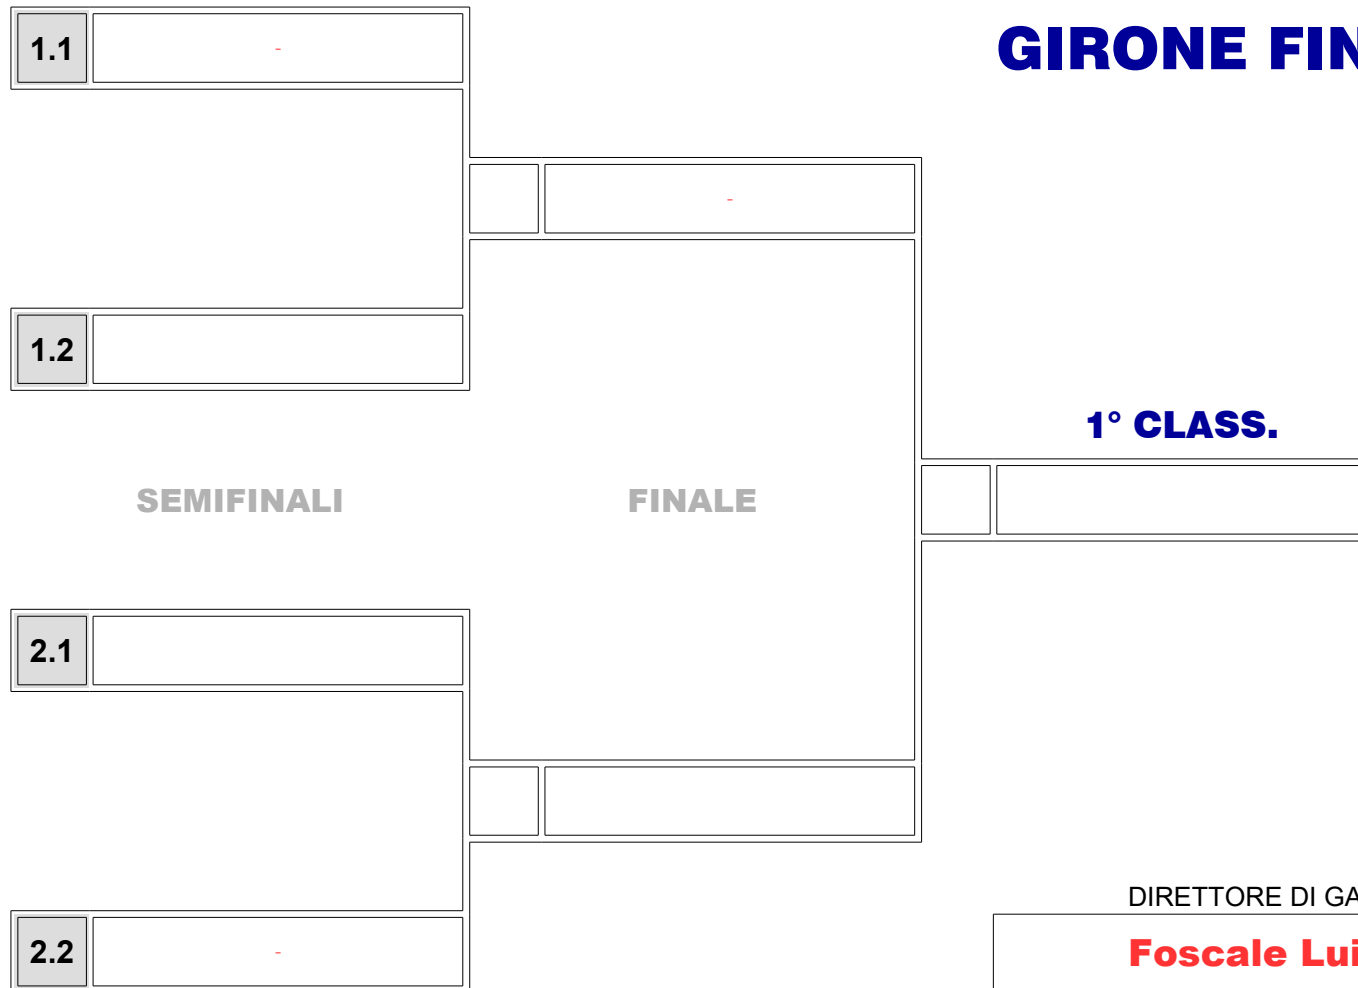 1.1
-
GIRONE FIN
-
1.2
1° CLASS.
SEMIFINALI
FINALE
2.1
DIRETTORE DI GA
2.2
-
Foscale Lui